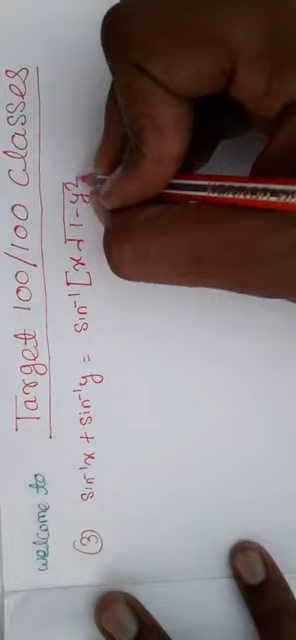 welcome to
Target 100/100 classes
③ sin⁻¹x + sin⁻¹y = sin⁻¹[x√1-y²